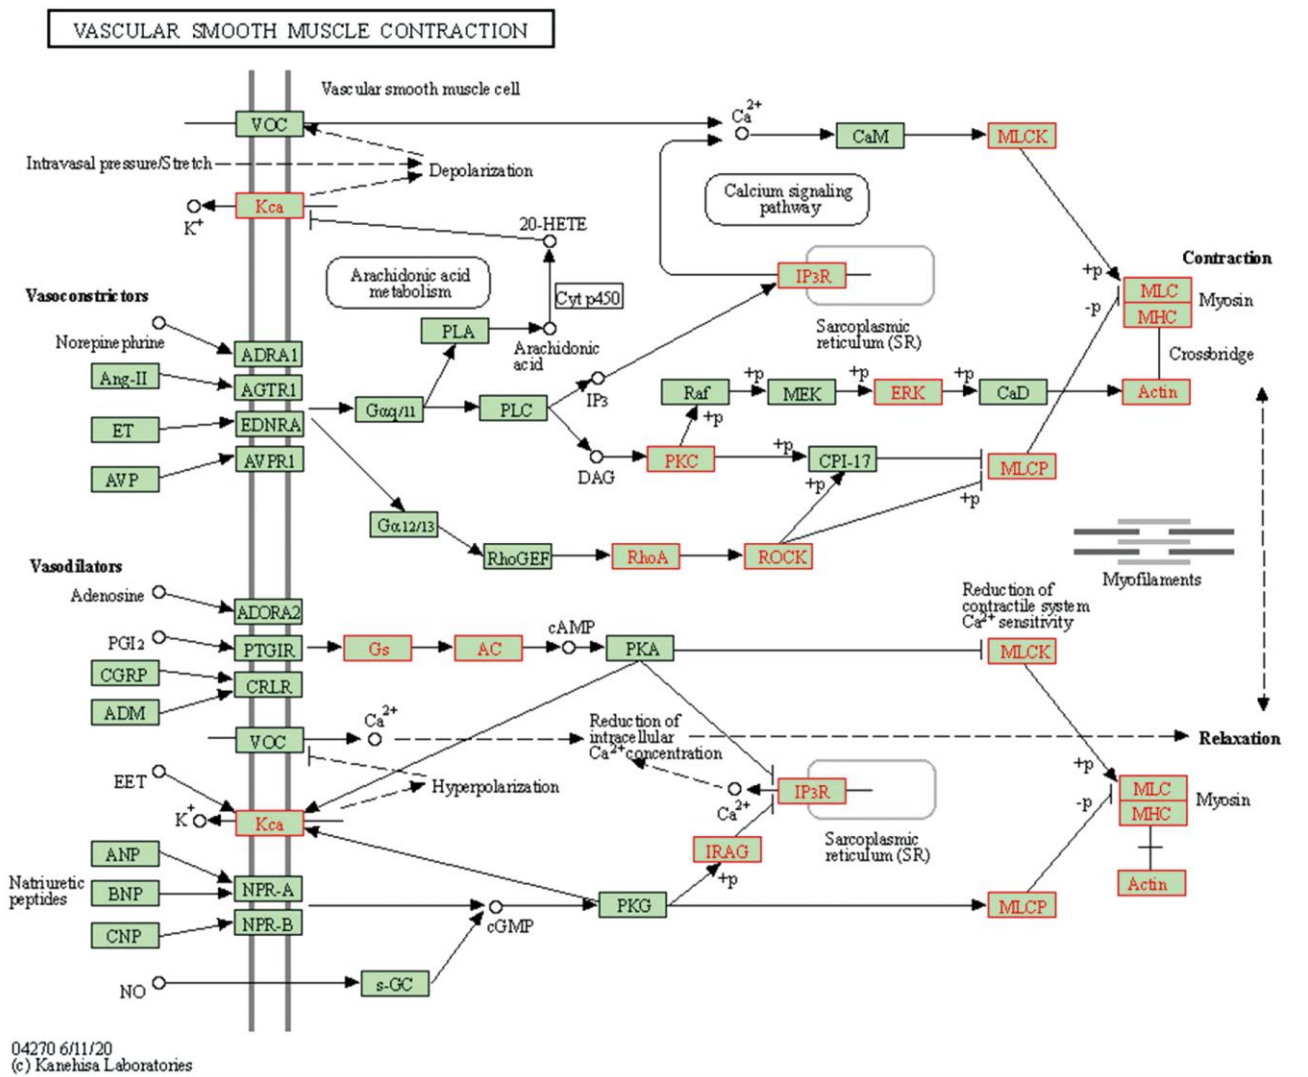 VASCULAR SMOOTH MUSCLE CONTRACTION
Vascular smooth muscle cell
VOC
Ca2+
CaM
MLCK
Intravasal pressure/Stretch
Depolarization
Calcium signaling
pathway
Kca
K+
20-HETE
Arachidonic acid
metabolism
Cyt p450
IP3R
Sarcoplasmic
reticulum (SR)
+p
-p
Contraction
MLC
MHC
Myosin
Crossbridge
Vasoconstrictors
Norepinephrine
ADRA1
PLA
Arachidonic
acid
Ang-II
AGTR1
IP3
Raf
+p
MEK
+p
ERK
+p
CaD
Actin
Gαq/11
PLC
+p
ET
EDNRA
AVP
AVPR1
DAG
PKC
+p
CPI-17
MLCP
+p
+p
Gα12/13
RhoGEF
RhoA
ROCK
Myofilaments
Vasodilators
Adenosine
ADORA2
Reduction of
contractile system
Ca2+ sensitivity
PGI2
PTGIR
Gs
AC
cAMP
PKA
MLCK
CGRP
CRLR
ADM
VOC
Ca2+
Reduction of
intracellular
Ca2+ concentration
Relaxation
EET
Hyperpolarization
K+
Kca
Ca2+
IP3R
Sarcoplasmic
reticulum (SR)
+p
-p
MLC
MHC
Myosin
Actin
IRAG
+p
Natriuretic
peptides
ANP
BNP
CNP
NPR-A
NPR-B
cGMP
PKG
MLCP
NO
s-GC
04270 6/11/20
(c) Kanehisa Laboratories